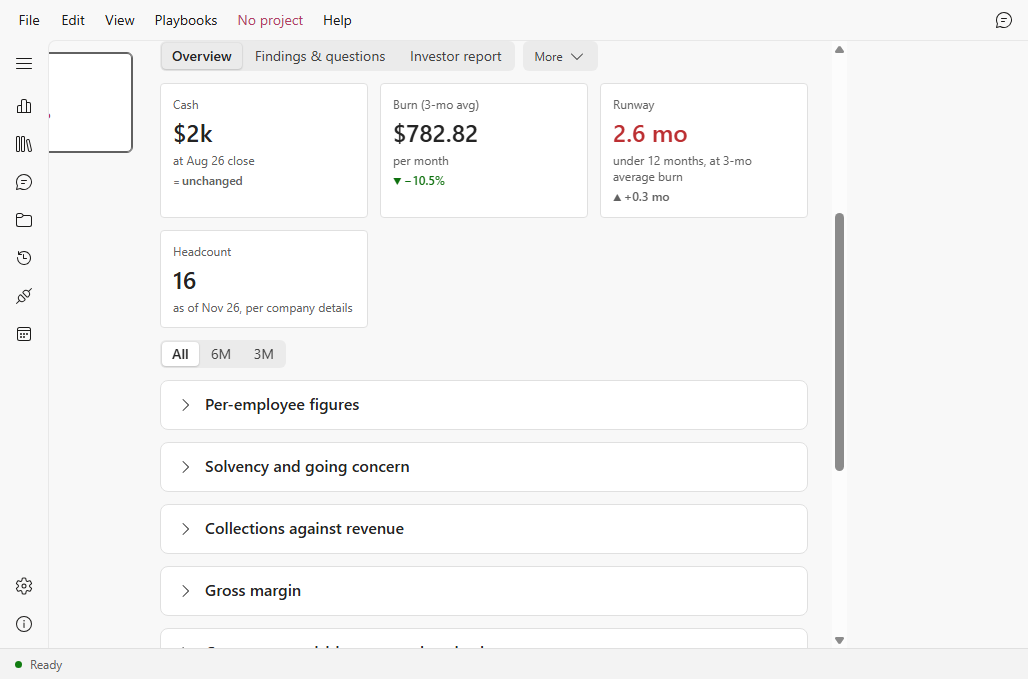 File Edit View Playbooks No project Help
Overview Findings & questions Investor report More
Cash
$2k
at Aug 26 close
= unchanged
Burn (3-mo avg)
$782.82
per month
▼ −10.5%
Runway
2.6 mo
under 12 months, at 3-mo
average burn
▲ +0.3 mo
Headcount
16
as of Nov 26, per company details
All 6M 3M
Per-employee figures
Solvency and going concern
Collections against revenue
Gross margin
Ready